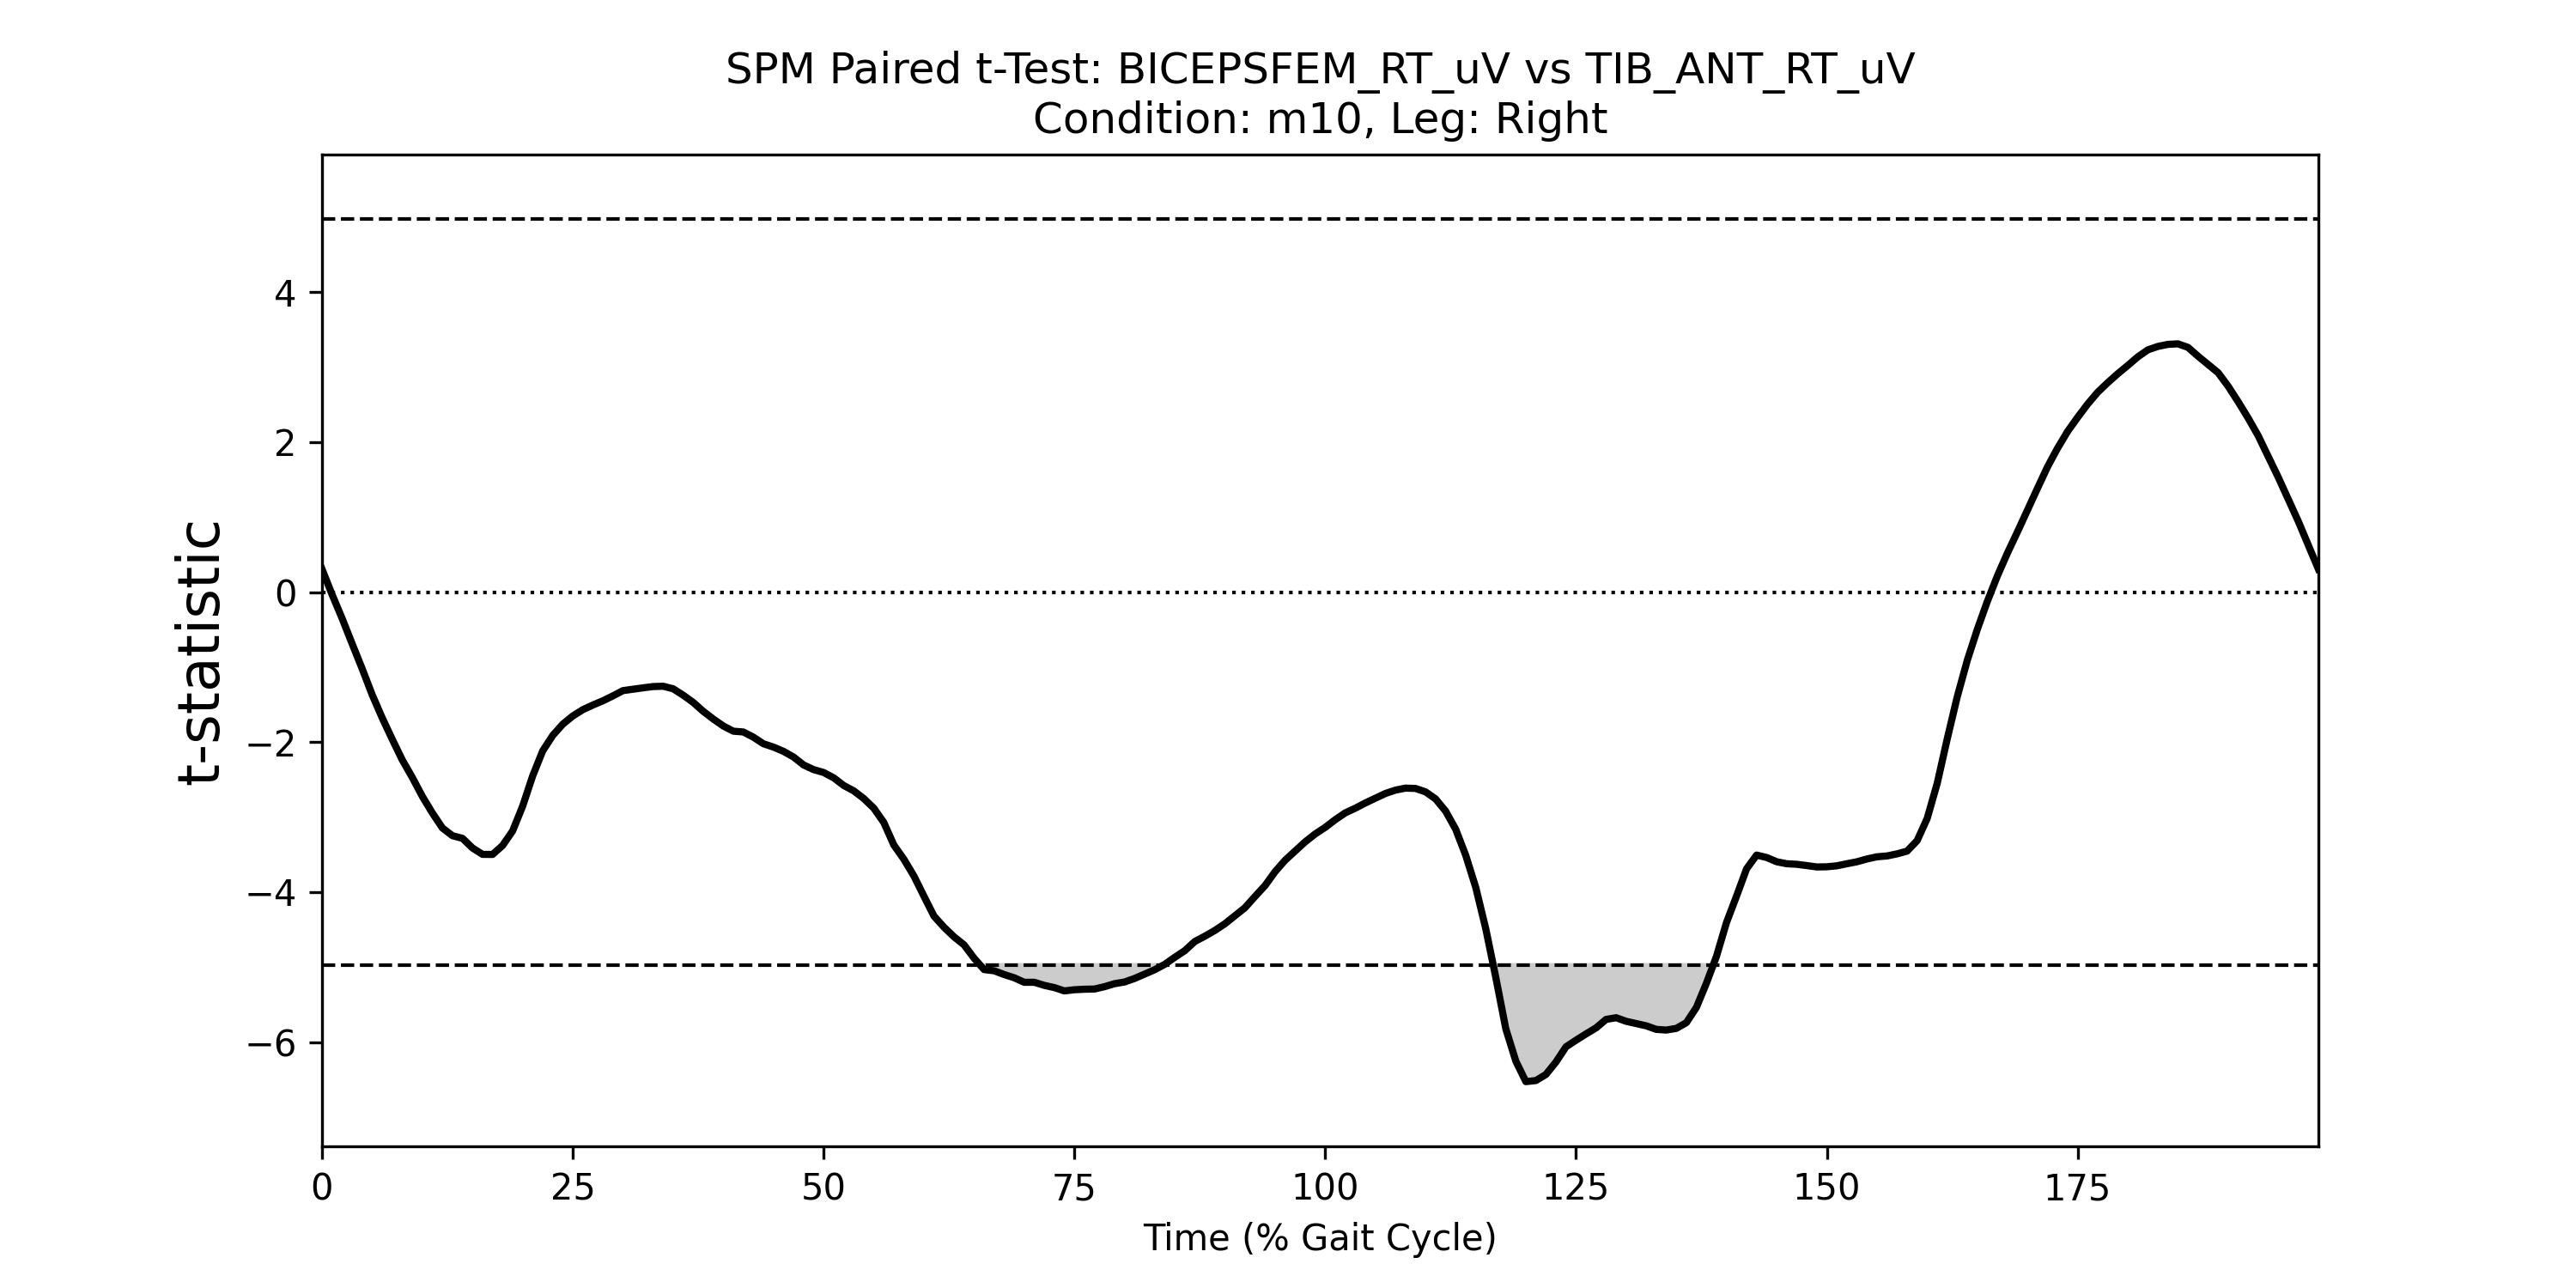 SPM Paired t-Test: BICEPSFEM_RT_uV vs TIB_ANT_RT_uV
Condition: m10, Leg: Right
t-statistic
4
2
0
−2
−4
−6
0 25 50 75 100 125 150 175
Time (% Gait Cycle)